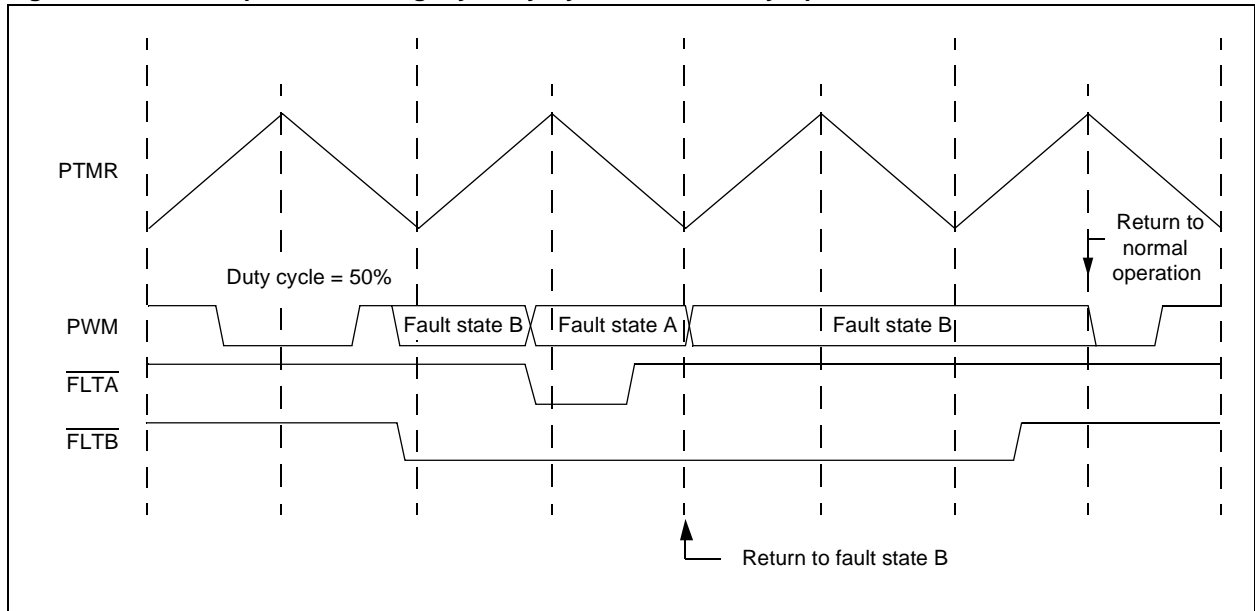 PTMR
Return to
normal
operation
Duty cycle = 50%
PWM
Fault state B
Fault state A
Fault state B
FLTA
FLTB
Return to fault state B